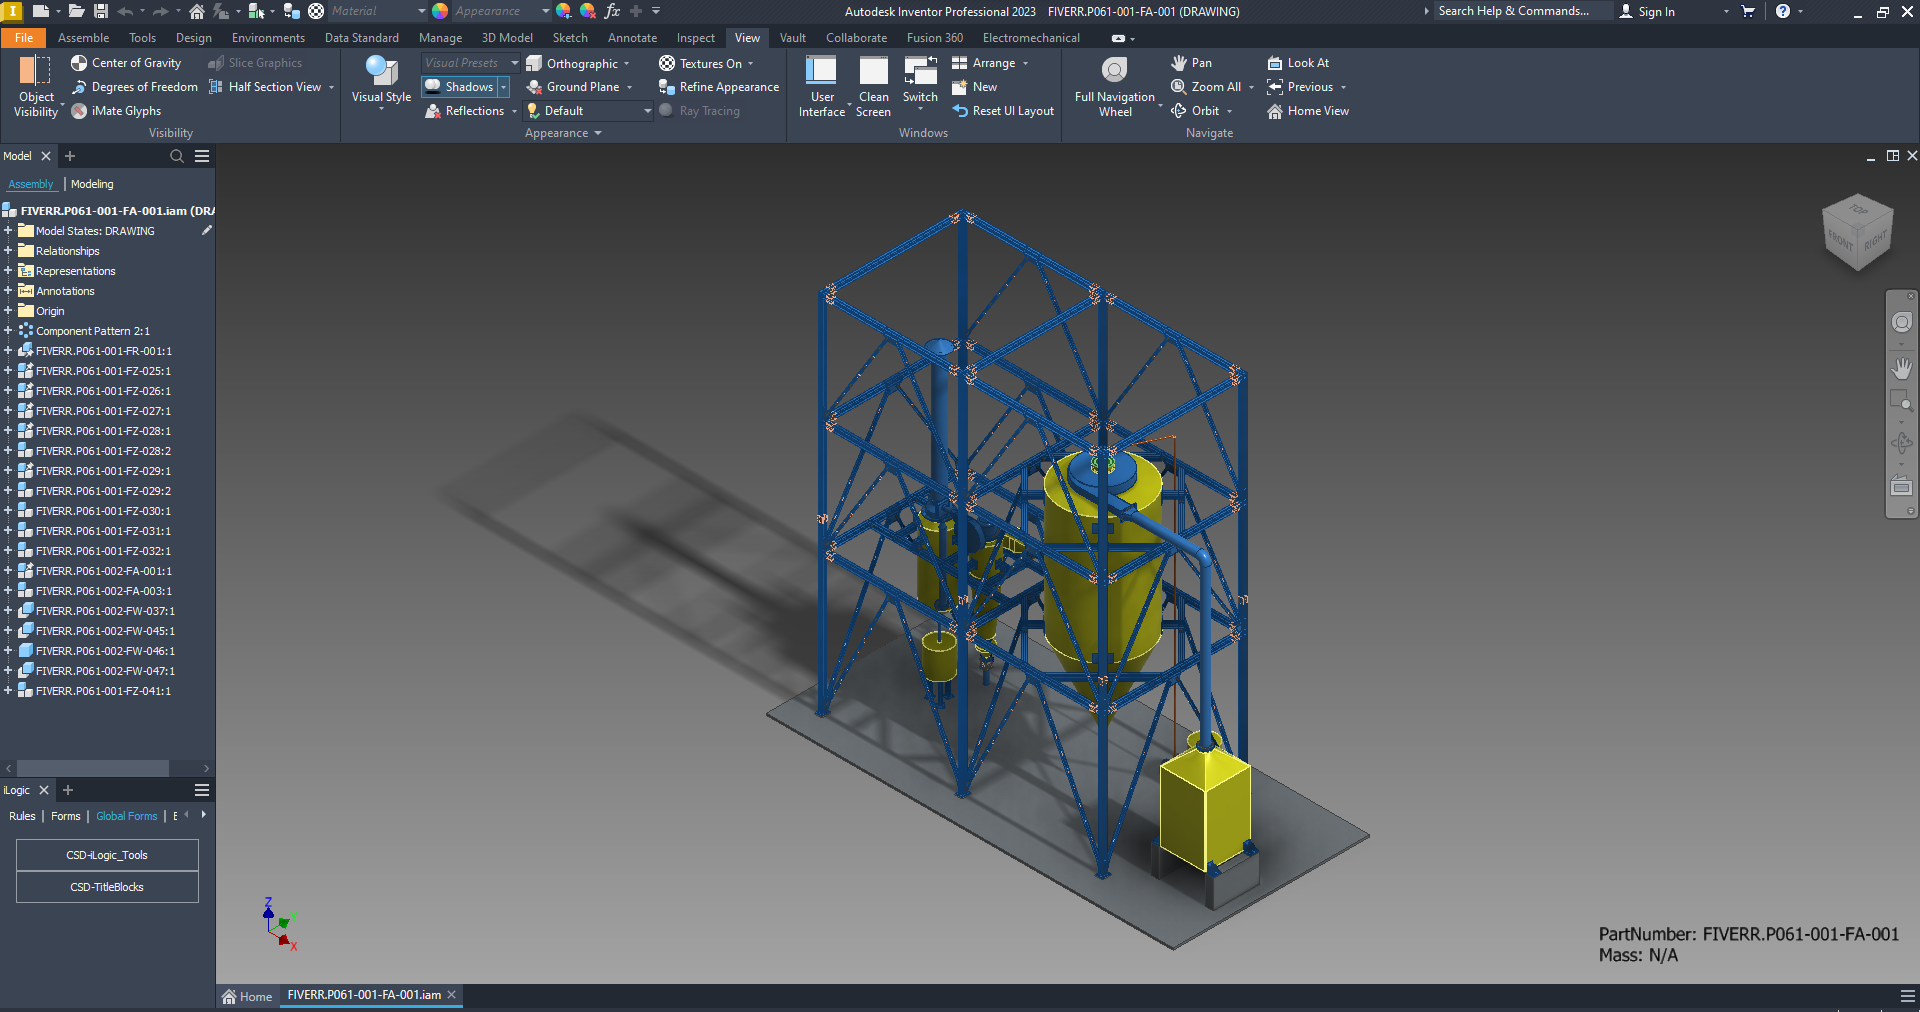 Material
Appearance
fx
Autodesk Inventor Professional 2023 FIVERR.P061-001-FA-001 (DRAWING)
Search Help & Commands...
Sign In
File Assemble Tools Design Environments Data Standard Manage 3D Model Sketch Annotate Inspect View Vault Collaborate Fusion 360 Electromechanical
Object Visibility
Center of Gravity
Degrees of Freedom
iMate Glyphs
Slice Graphics
Half Section View
Visibility
Visual Style
Visual Presets
Shadows
Reflections
Orthographic
Ground Plane
Default
Textures On
Refine Appearance
Ray Tracing
Appearance
User Interface
Clean Screen
Switch
Arrange
New
Reset UI Layout
Windows
Full Navigation Wheel
Pan
Zoom All
Orbit
Look At
Previous
Home View
Navigate
Model
Assembly | Modeling
FIVERR.P061-001-FA-001.iam (DRA
Model States: DRAWING
Relationships
Representations
Annotations
Origin
Component Pattern 2:1
FIVERR.P061-001-FR-001:1
FIVERR.P061-001-FZ-025:1
FIVERR.P061-001-FZ-026:1
FIVERR.P061-001-FZ-027:1
FIVERR.P061-001-FZ-028:1
FIVERR.P061-001-FZ-028:2
FIVERR.P061-001-FZ-029:1
FIVERR.P061-001-FZ-029:2
FIVERR.P061-001-FZ-030:1
FIVERR.P061-001-FZ-031:1
FIVERR.P061-001-FZ-032:1
FIVERR.P061-002-FA-001:1
FIVERR.P061-002-FA-003:1
FIVERR.P061-002-FW-037:1
FIVERR.P061-002-FW-045:1
FIVERR.P061-002-FW-046:1
FIVERR.P061-002-FW-047:1
FIVERR.P061-001-FZ-041:1
iLogic
Rules | Forms | Global Forms | E
CSD-iLogic_Tools
CSD-TitleBlocks
TOP
FRONT
RIGHT
Z
Y
X
PartNumber: FIVERR.P061-001-FA-001
Mass: N/A
Home
FIVERR.P061-001-FA-001.iam